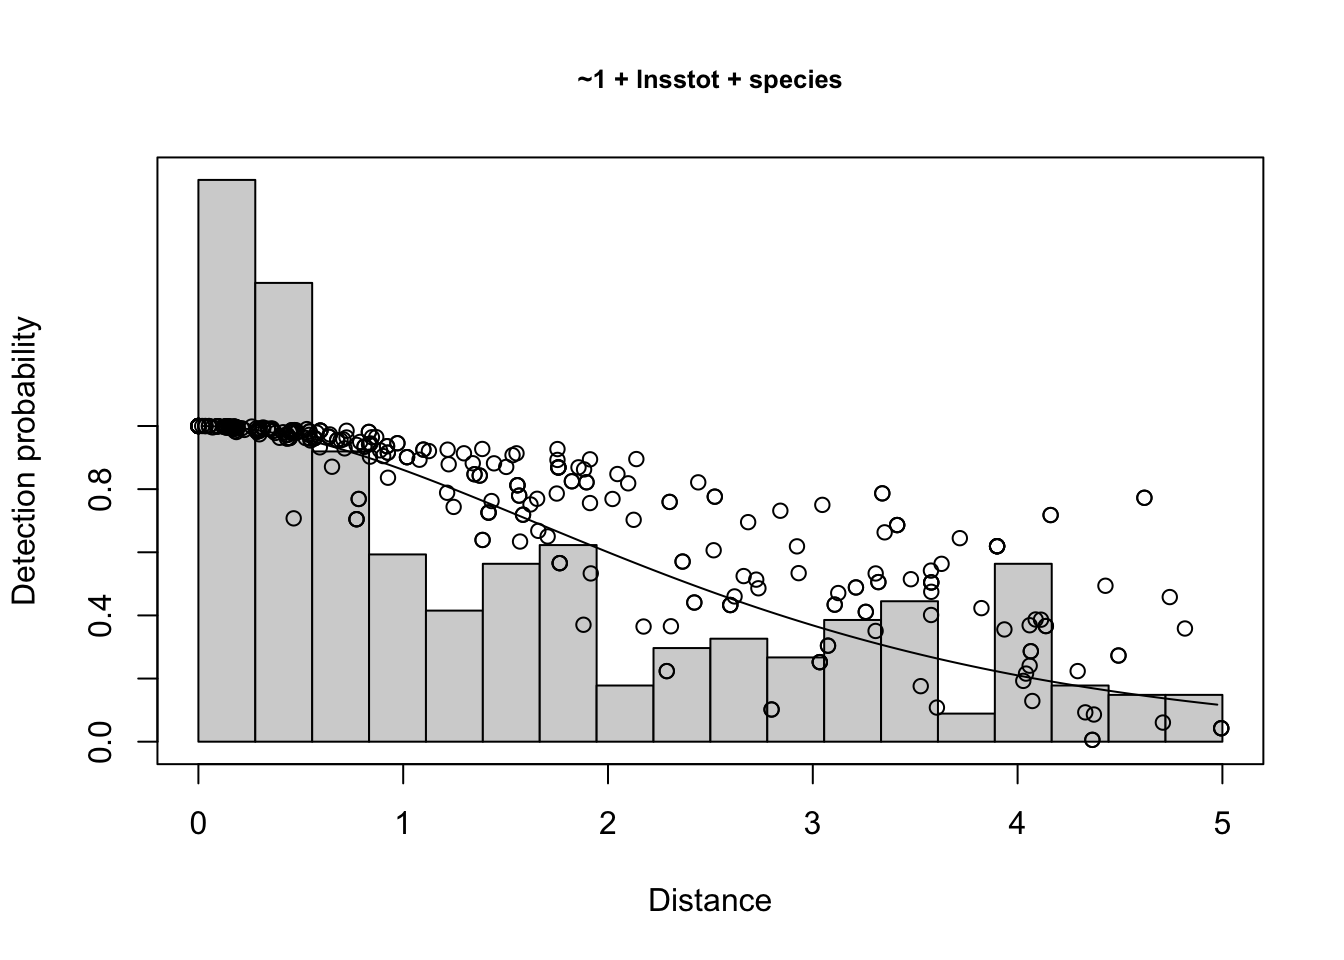 ~1 + lnsstot + species
Detection probability
0.8
0.4
0.0
0 1 2 3 4 5
Distance